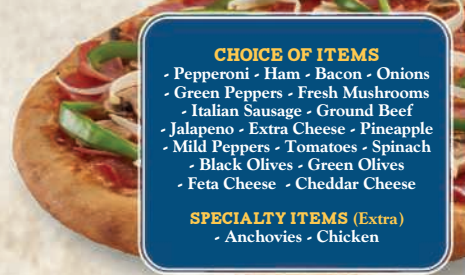 CHOICE OF ITEMS
- Pepperoni - Ham - Bacon - Onions
- Green Peppers - Fresh Mushrooms
- Italian Sausage - Ground Beef
- Jalapeno - Extra Cheese - Pineapple
- Mild Peppers - Tomatoes - Spinach
- Black Olives - Green Olives
- Feta Cheese - Cheddar Cheese
SPECIALTY ITEMS (Extra)
- Anchovies - Chicken